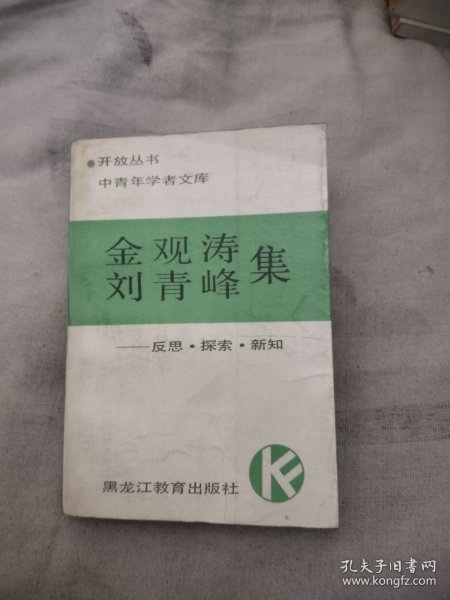 ●开放丛书
中青年学者文库
金观涛
刘青峰
集
——反思·探索·新知
黑龙江教育出版社
孔夫子旧书网
www.kongfz.com